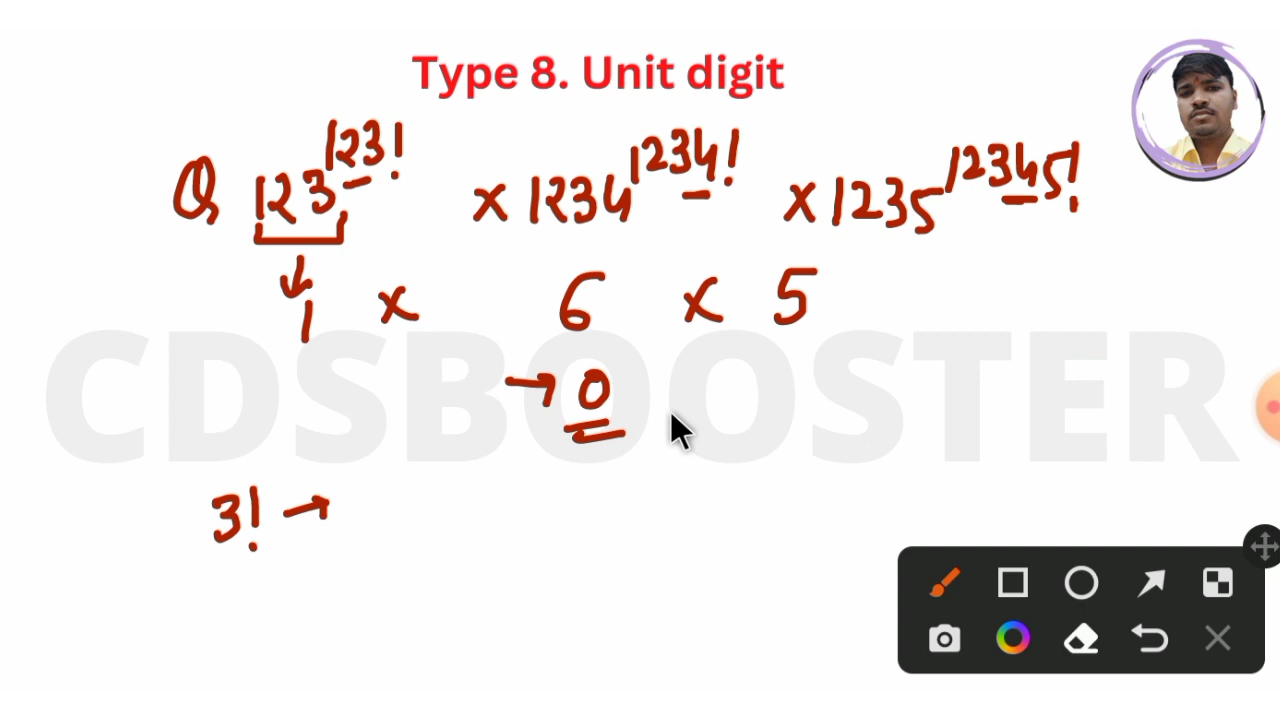 Type 8. Unit digit
Q 123^123! × 1234^1234! × 1235^12345!
↓
1 × 6 × 5
→ 0
CDSBOOSTER
3! →